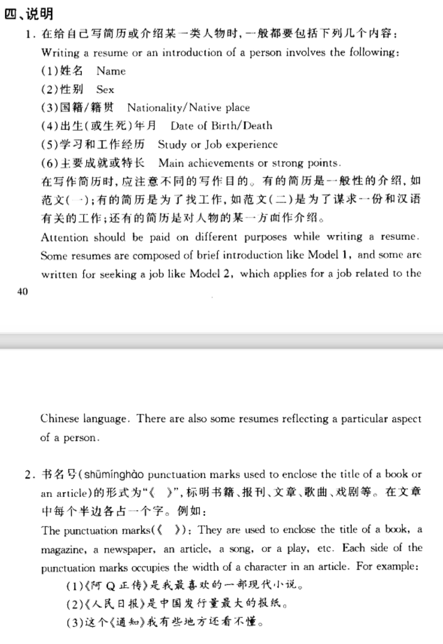 四、说明
1. 在给自己写简历或介绍某一类人物时,一般都要包括下列几个内容:
Writing a resume or an introduction of a person involves the following:
(1)姓名 Name
(2)性别 Sex
(3)国籍/籍贯 Nationality/Native place
(4)出生(或生死)年月 Date of Birth/Death
(5)学习和工作经历 Study or Job experience
(6)主要成就或特长 Main achievements or strong points.
在写作简历时,应注意不同的写作目的。有的简历是一般性的介绍,如
范文(一);有的简历是为了找工作,如范文(二)是为了谋求一份和汉语
有关的工作;还有的简历是对人物的某一方面作介绍。
Attention should be paid on different purposes while writing a resume.
Some resumes are composed of brief introduction like Model 1, and some are
written for seeking a job like Model 2, which applies for a job related to the
40
Chinese language. There are also some resumes reflecting a particular aspect
of a person.
2. 书名号(shūmínghào punctuation marks used to enclose the title of a book or
an article)的形式为“《 》”,标明书籍、报刊、文章、歌曲、戏剧等。在文章
中每个半边各占一个字。例如:
The punctuation marks(《 》): They are used to enclose the title of a book, a
magazine, a newspaper, an article, a song, or a play, etc. Each side of the
punctuation marks occupies the width of a character in an article. For example:
(1)《阿Q正传》是我最喜欢的一部现代小说。
(2)《人民日报》是中国发行量最大的报纸。
(3)这个《通知》我有些地方还看不懂。